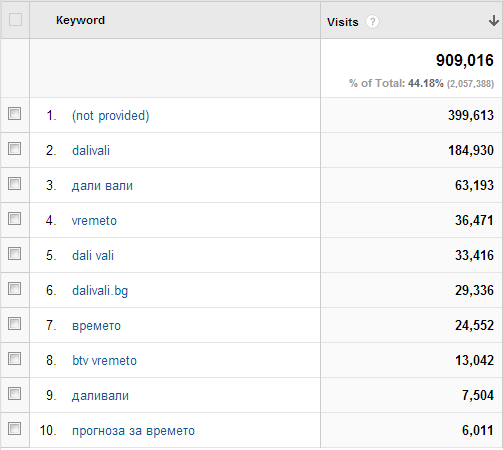 Keyword Visits ?
909,016
% of Total: 44.18% (2,057,388)
1. (not provided) 399,613
2. dalivali 184,930
3. дали вали 63,193
4. vremeto 36,471
5. dali vali 33,416
6. dalivali.bg 29,336
7. времето 24,552
8. btv vremeto 13,042
9. даливали 7,504
10. прогноза за времето 6,011